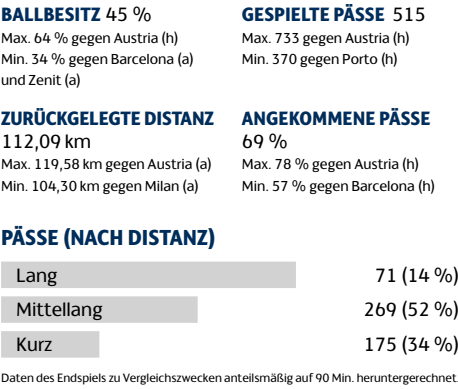 BALLBESITZ 45 %
Max. 64 % gegen Austria (h)
Min. 34 % gegen Barcelona (a)
und Zenit (a)
GESPIELTE PÄSSE 515
Max. 733 gegen Austria (h)
Min. 370 gegen Porto (h)
ZURÜCKGELEGTE DISTANZ
112,09 km
Max. 119,58 km gegen Austria (a)
Min. 104,30 km gegen Milan (a)
ANGEKOMMENE PÄSSE
69 %
Max. 78 % gegen Austria (h)
Min. 57 % gegen Barcelona (h)
PÄSSE (NACH DISTANZ)
Lang 71 (14 %)
Mittellang 269 (52 %)
Kurz 175 (34 %)
Daten des Endspiels zu Vergleichszwecken anteilsmäßig auf 90 Min. heruntergerechnet